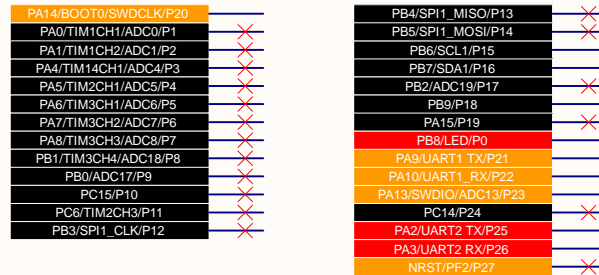 PA14/BOOT0/SWDCLK/P20
PA0/TIM1CH1/ADC0/P1
PA1/TIM1CH2/ADC1/P2
PA4/TIM14CH1/ADC4/P3
PA5/TIM2CH1/ADC5/P4
PA6/TIM3CH1/ADC6/P5
PA7/TIM3CH2/ADC7/P6
PA8/TIM3CH3/ADC8/P7
PB1/TIM3CH4/ADC18/P8
PB0/ADC17/P9
PC15/P10
PC6/TIM2CH3/P11
PB3/SPI1_CLK/P12
PB4/SPI1_MISO/P13
PB5/SPI1_MOSI/P14
PB6/SCL1/P15
PB7/SDA1/P16
PB2/ADC19/P17
PB9/P18
PA15/P19
PB8/LED/P0
PA9/UART1 TX/P21
PA10/UART1_RX/P22
PA13/SWDIO/ADC13/P23
PC14/P24
PA2/UART2 TX/P25
PA3/UART2 RX/P26
NRST/PF2/P27